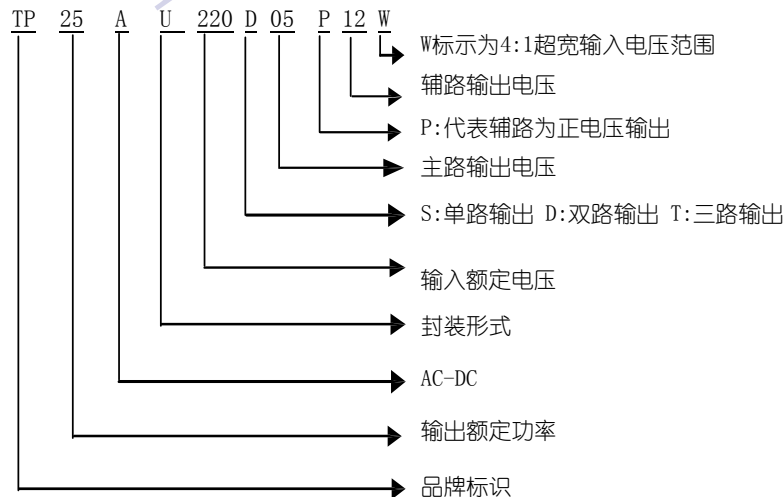 TP 25 A U 220 D 05 P 12 W
W标示为4:1超宽输入电压范围
辅路输出电压
P:代表辅路为正电压输出
主路输出电压
S:单路输出 D:双路输出 T:三路输出
输入额定电压
封装形式
AC-DC
输出额定功率
品牌标识